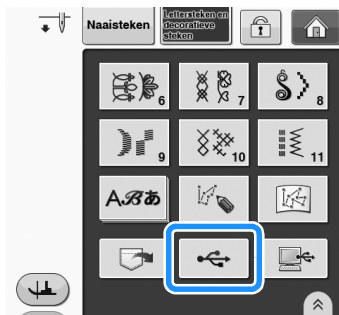 Naaisteken
Lettersteken en
decoratieve
steken
6
7
8
9
10
11
ABあ